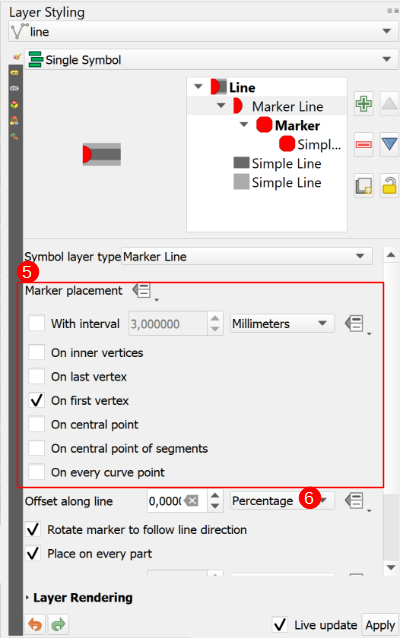 Layer Styling
line
Single Symbol
Line
Marker Line
Marker
Simpl...
Simple Line
Simple Line
Symbol layer type Marker Line
5
Marker placement
With interval 3,000000 Millimeters
On inner vertices
On last vertex
On first vertex
On central point
On central point of segments
On every curve point
Offset along line 0,000 Percentage 6
Rotate marker to follow line direction
Place on every part
Layer Rendering
Live update Apply